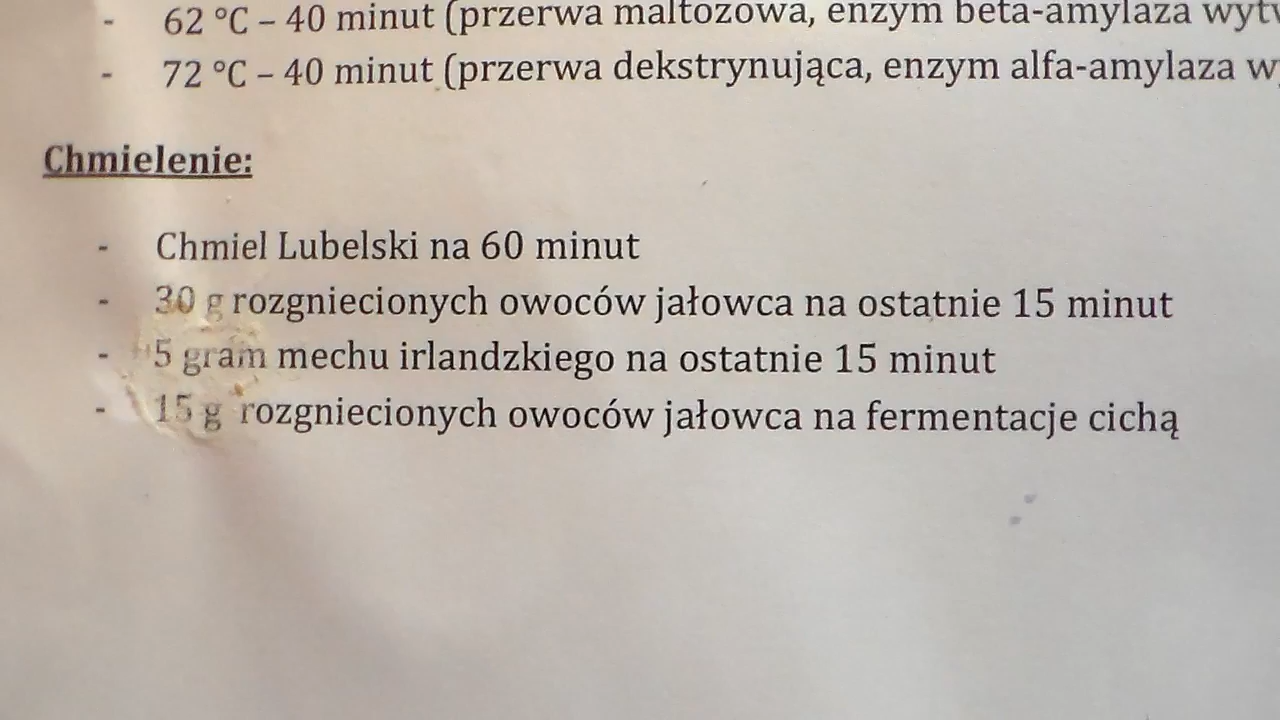 - 62 °C – 40 minut (przerwa maltozowa, enzym beta-amylaza
- 72 °C – 40 minut (przerwa dekstrynująca, enzym alfa-amylaza
Chmielenie:
- Chmiel Lubelski na 60 minut
- 30 g rozgniecionych owoców jałowca na ostatnie 15 minut
- 5 gram mechu irlandzkiego na ostatnie 15 minut
- 15 g rozgniecionych owoców jałowca na fermentacje cichą